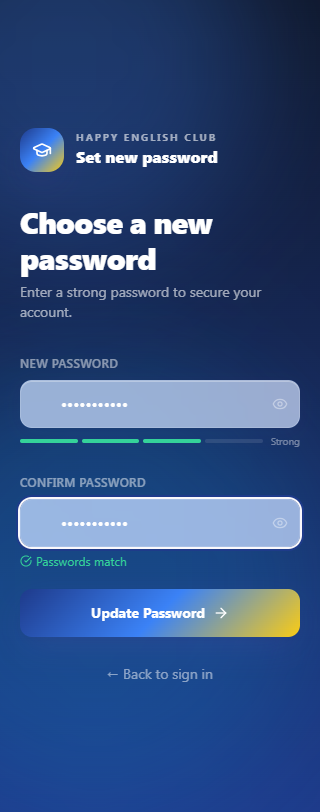 HAPPY ENGLISH CLUB
Set new password
Choose a new
password
Enter a strong password to secure your
account.
NEW PASSWORD
•••••••••••
Strong
CONFIRM PASSWORD
•••••••••••
Passwords match
Update Password →
← Back to sign in